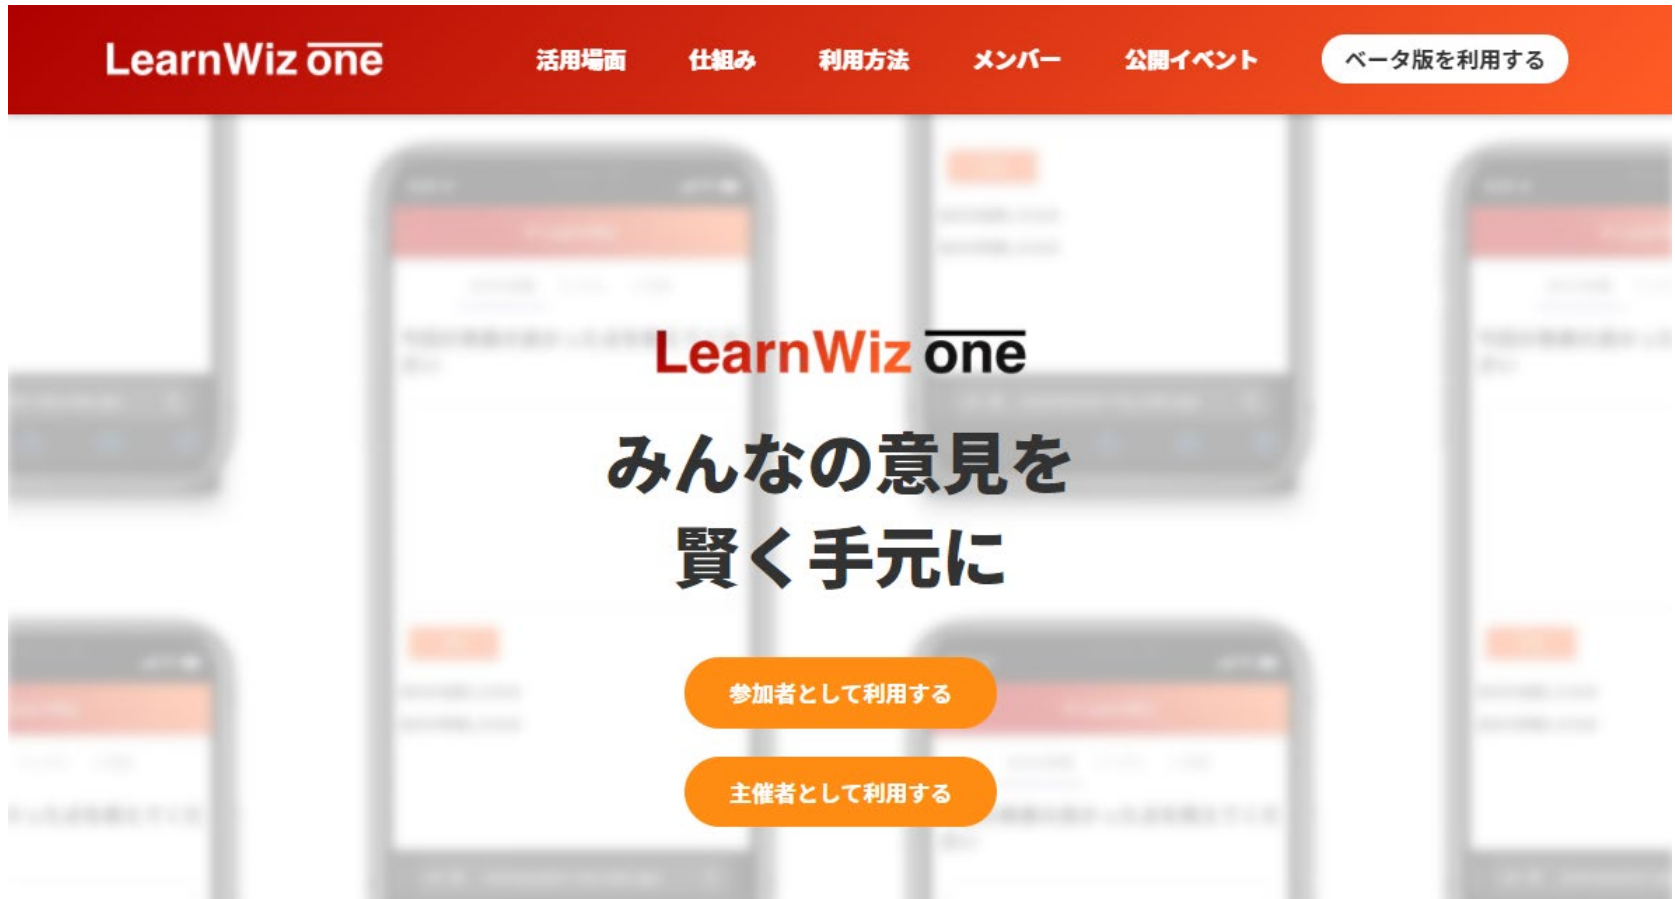 LearnWiz one
活用場面
仕組み
利用方法
メンバー
公開イベント
ベータ版を利用する
LearnWiz one
みんなの意見を
賢く手元に
参加者として利用する
主催者として利用する